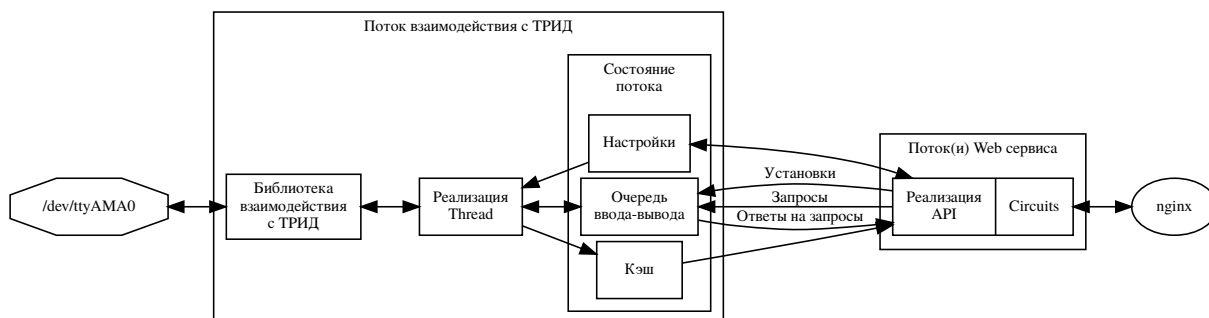 Поток взаимодействия с ТРИД
/dev/ttyAMA0
Библиотека
взаимодействия
с ТРИД
Реализация
Thread
Состояние
потока
Настройки
Очередь
ввода-вывода
Кэш
Установки
Запросы
Ответы на запросы
Поток(и) Web сервиса
Реализация
API
Circuits
nginx